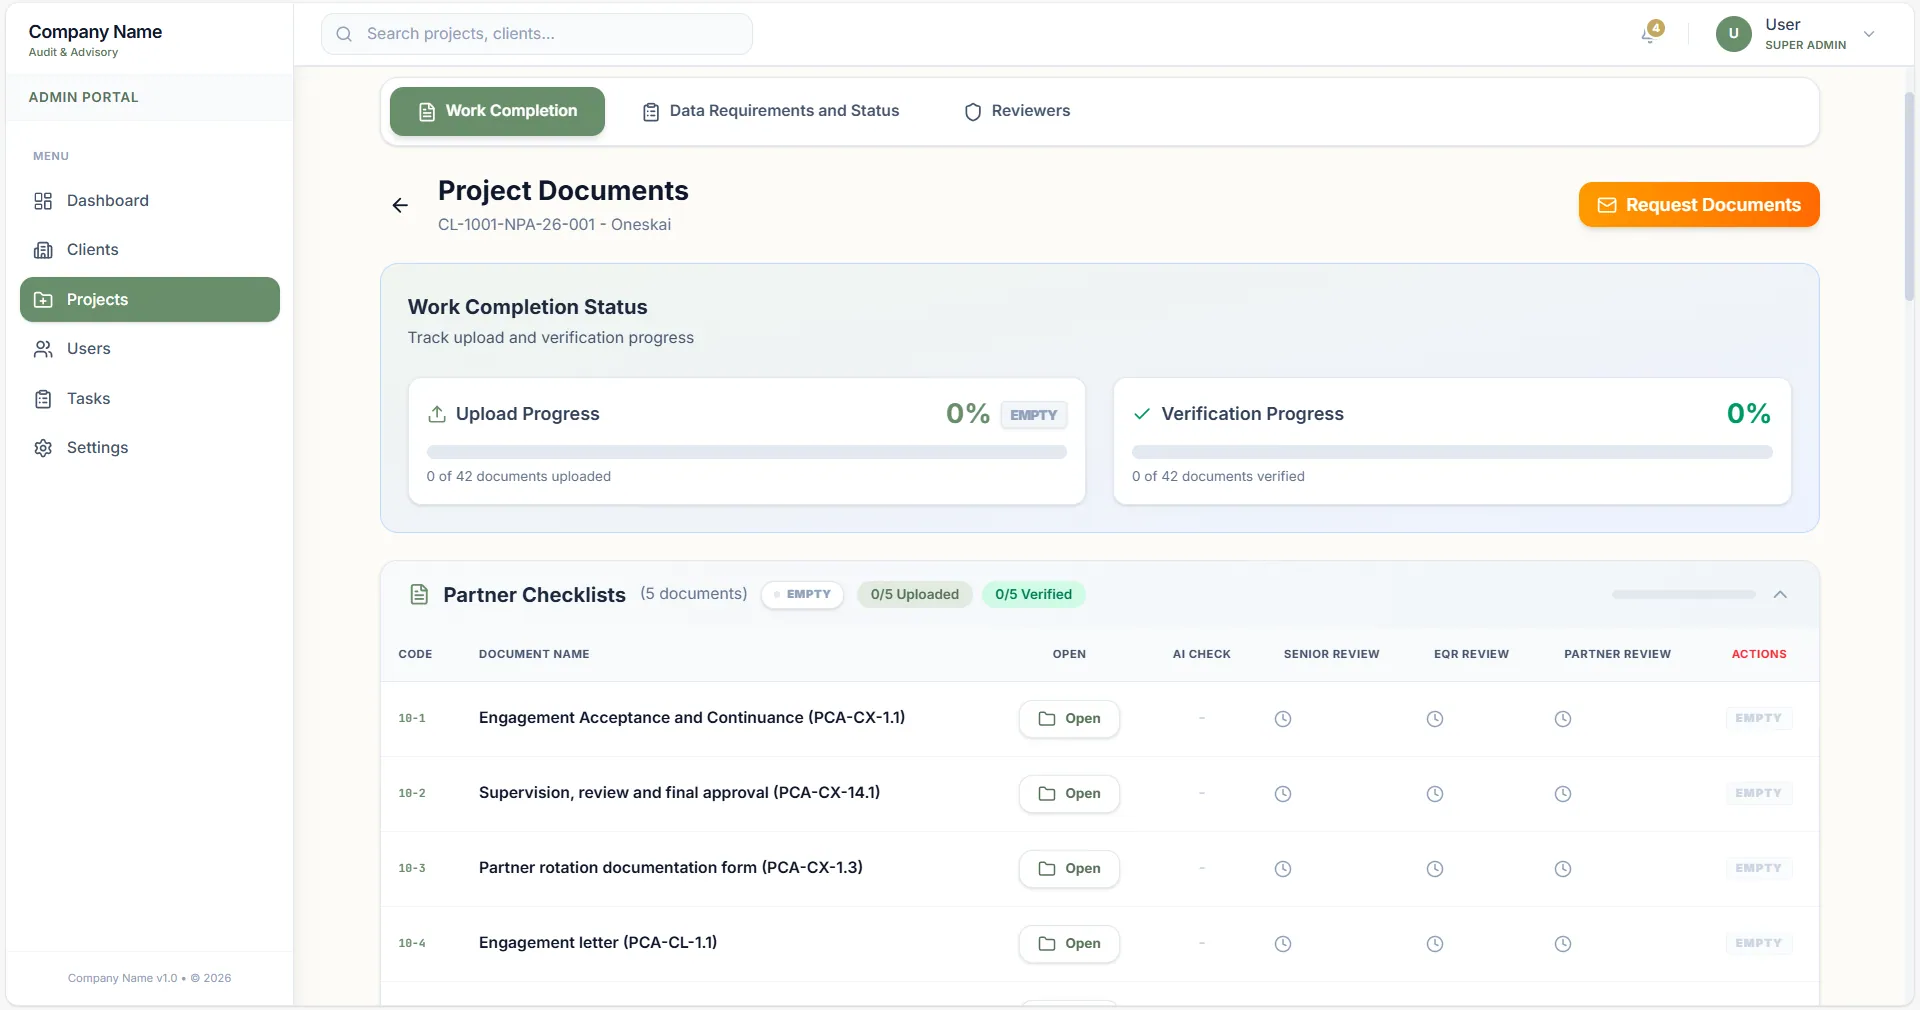 Company Name
Audit & Advisory
ADMIN PORTAL
MENU
Dashboard
Clients
Projects
Users
Tasks
Settings
Company Name v1.0 • © 2026
Search projects, clients...
4
U
User
SUPER ADMIN
Work Completion
Data Requirements and Status
Reviewers
Project Documents
CL-1001-NPA-26-001 - Oneskai
Request Documents
Work Completion Status
Track upload and verification progress
Upload Progress 0% EMPTY
0 of 42 documents uploaded
Verification Progress 0%
0 of 42 documents verified
Partner Checklists (5 documents) EMPTY 0/5 Uploaded 0/5 Verified
CODE DOCUMENT NAME OPEN AI CHECK SENIOR REVIEW EQR REVIEW PARTNER REVIEW ACTIONS
10-1 Engagement Acceptance and Continuance (PCA-CX-1.1) Open - EMPTY
10-2 Supervision, review and final approval (PCA-CX-14.1) Open - EMPTY
10-3 Partner rotation documentation form (PCA-CX-1.3) Open - EMPTY
10-4 Engagement letter (PCA-CL-1.1) Open - EMPTY